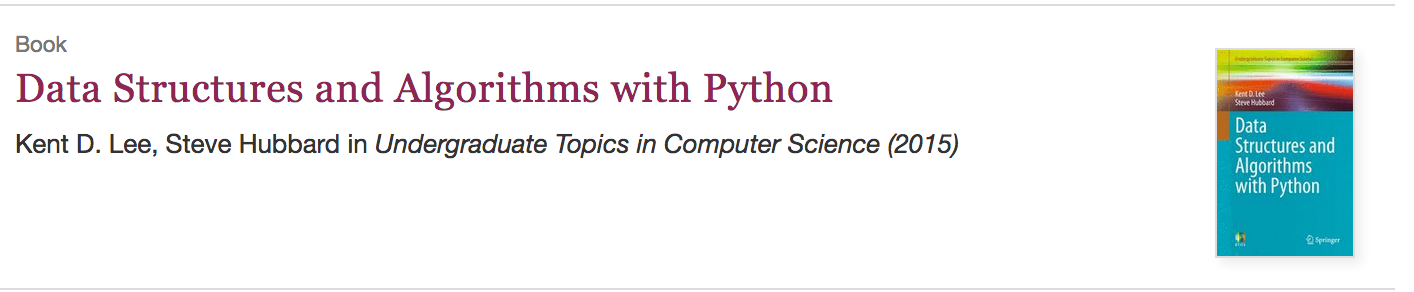 Book
Data Structures and Algorithms with Python
Kent D. Lee, Steve Hubbard in Undergraduate Topics in Computer Science (2015)
Undergraduate Topics in Computer Science
Kent D. Lee
Steve Hubbard
Data
Structures and
Algorithms
with Python
Springer